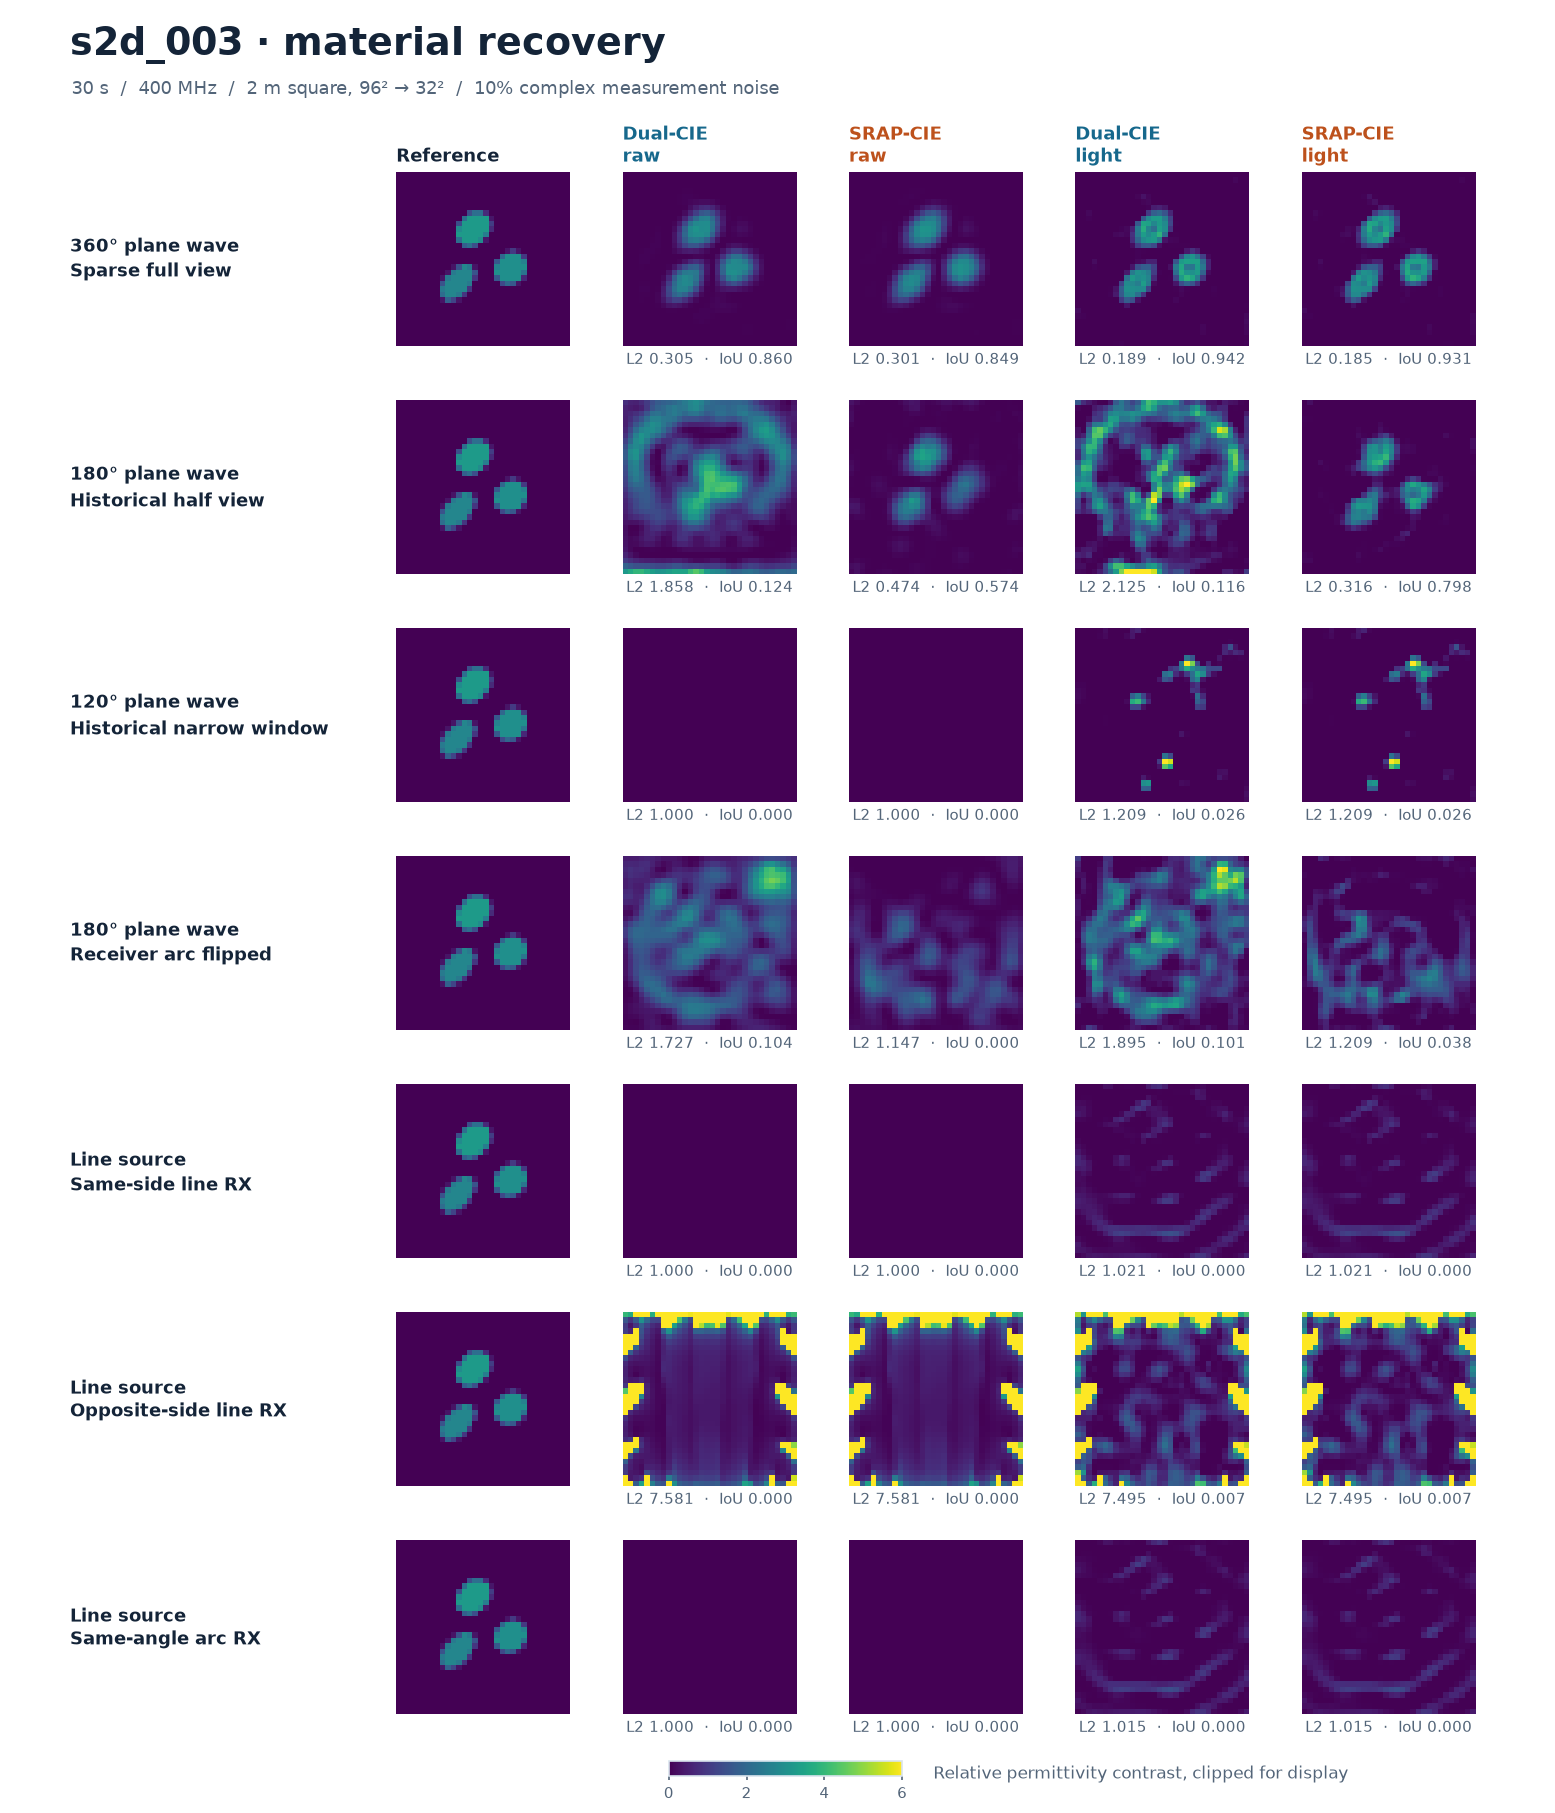 s2d_003 · material recovery
30 s / 400 MHz / 2 m square, 96² → 32² / 10% complex measurement noise
Reference
Dual-CIE
raw
SRAP-CIE
raw
Dual-CIE
light
SRAP-CIE
light
360° plane wave
Sparse full view
L2 0.305 · IoU 0.860
L2 0.301 · IoU 0.849
L2 0.189 · IoU 0.942
L2 0.185 · IoU 0.931
180° plane wave
Historical half view
L2 1.858 · IoU 0.124
L2 0.474 · IoU 0.574
L2 2.125 · IoU 0.116
L2 0.316 · IoU 0.798
120° plane wave
Historical narrow window
L2 1.000 · IoU 0.000
L2 1.000 · IoU 0.000
L2 1.209 · IoU 0.026
L2 1.209 · IoU 0.026
180° plane wave
Receiver arc flipped
L2 1.727 · IoU 0.104
L2 1.147 · IoU 0.000
L2 1.895 · IoU 0.101
L2 1.209 · IoU 0.038
Line source
Same-side line RX
L2 1.000 · IoU 0.000
L2 1.000 · IoU 0.000
L2 1.021 · IoU 0.000
L2 1.021 · IoU 0.000
Line source
Opposite-side line RX
L2 7.581 · IoU 0.000
L2 7.581 · IoU 0.000
L2 7.495 · IoU 0.007
L2 7.495 · IoU 0.007
Line source
Same-angle arc RX
L2 1.000 · IoU 0.000
L2 1.000 · IoU 0.000
L2 1.015 · IoU 0.000
L2 1.015 · IoU 0.000
0 2 4 6
Relative permittivity contrast, clipped for display